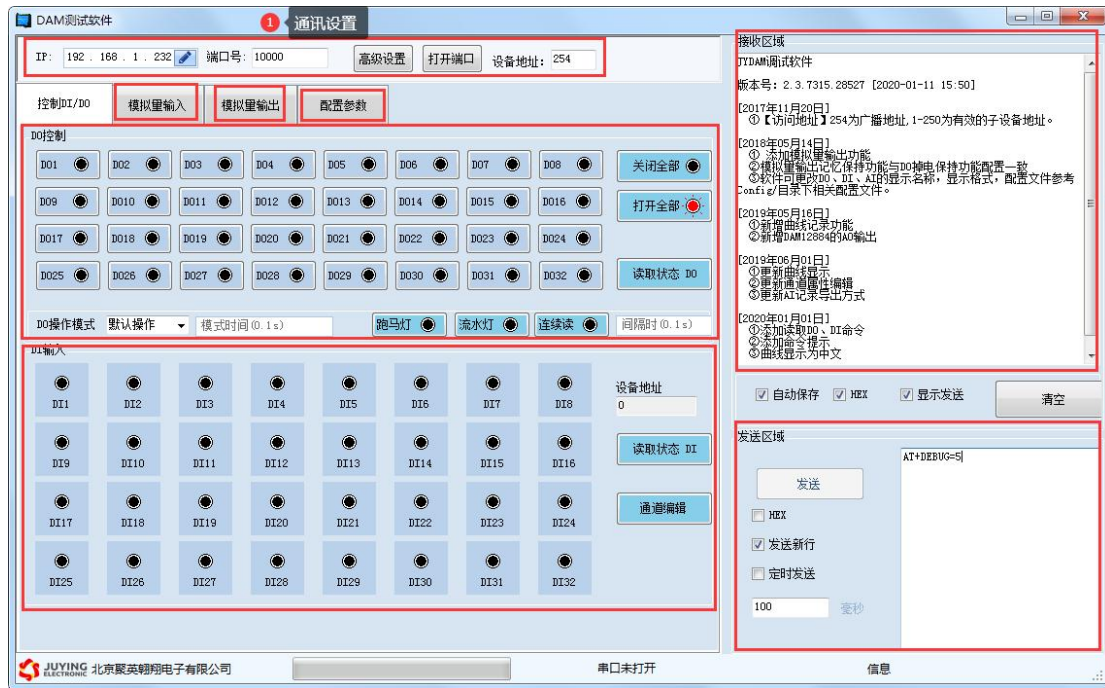 DAM测试软件
1 通讯设置
IP: 192 . 168 . 1 . 232 端口号: 10000 高级设置 打开端口 设备地址: 254
控制DI/DO 模拟里输入 模拟里输出 配置参数
DO控制
DO1 DO2 DO3 DO4 DO5 DO6 DO7 DO8 关闭全部
DO9 DO10 DO11 DO12 DO13 DO14 DO15 DO16 打开全部
DO17 DO18 DO19 DO20 DO21 DO22 DO23 DO24
DO25 DO26 DO27 DO28 DO29 DO30 DO31 DO32 读取状态 DO
DO操作模式 默认操作 模式时间(0.1s) 跑马灯 流水灯 连续读 间隔时(0.1s)
DI输入
DI1 DI2 DI3 DI4 DI5 DI6 DI7 DI8
设备地址
0
DI9 DI10 DI11 DI12 DI13 DI14 DI15 DI16
读取状态 DI
DI17 DI18 DI19 DI20 DI21 DI22 DI23 DI24
通道编辑
DI25 DI26 DI27 DI28 DI29 DI30 DI31 DI32
接收区域
JYDAM调试软件
版本号: 2.3.7315.28527 [2020-01-11 15:50]
[2017年11月20日]
①【访问地址】254为广播地址,1-250为有效的子设备地址。
[2018年05月14日]
① 添加模拟量输出功能
②模拟量输出记忆保持功能与DO掉电保持功能配置一致
③软件可更改DO、DI、AI的显示名称，显示格式，配置文件参考
Config/目录下相关配置文件。
[2019年05月16日]
①新增曲线记录功能
②新增DAM12884的AO输出
[2019年06月01日]
①更新曲线显示
②更新通道属性编辑
③更新AI记录导出方式
[2020年01月01日]
①添加读取DO、DI命令
②添加命令提示
③曲线显示为中文
自动保存 HEX 显示发送 清空
发送区域
AT+DEBUG=5
发送
HEX
发送新行
定时发送
100 毫秒
JUYING ELECTRONIC 北京聚英翱翔电子有限公司 串口未打开 信息